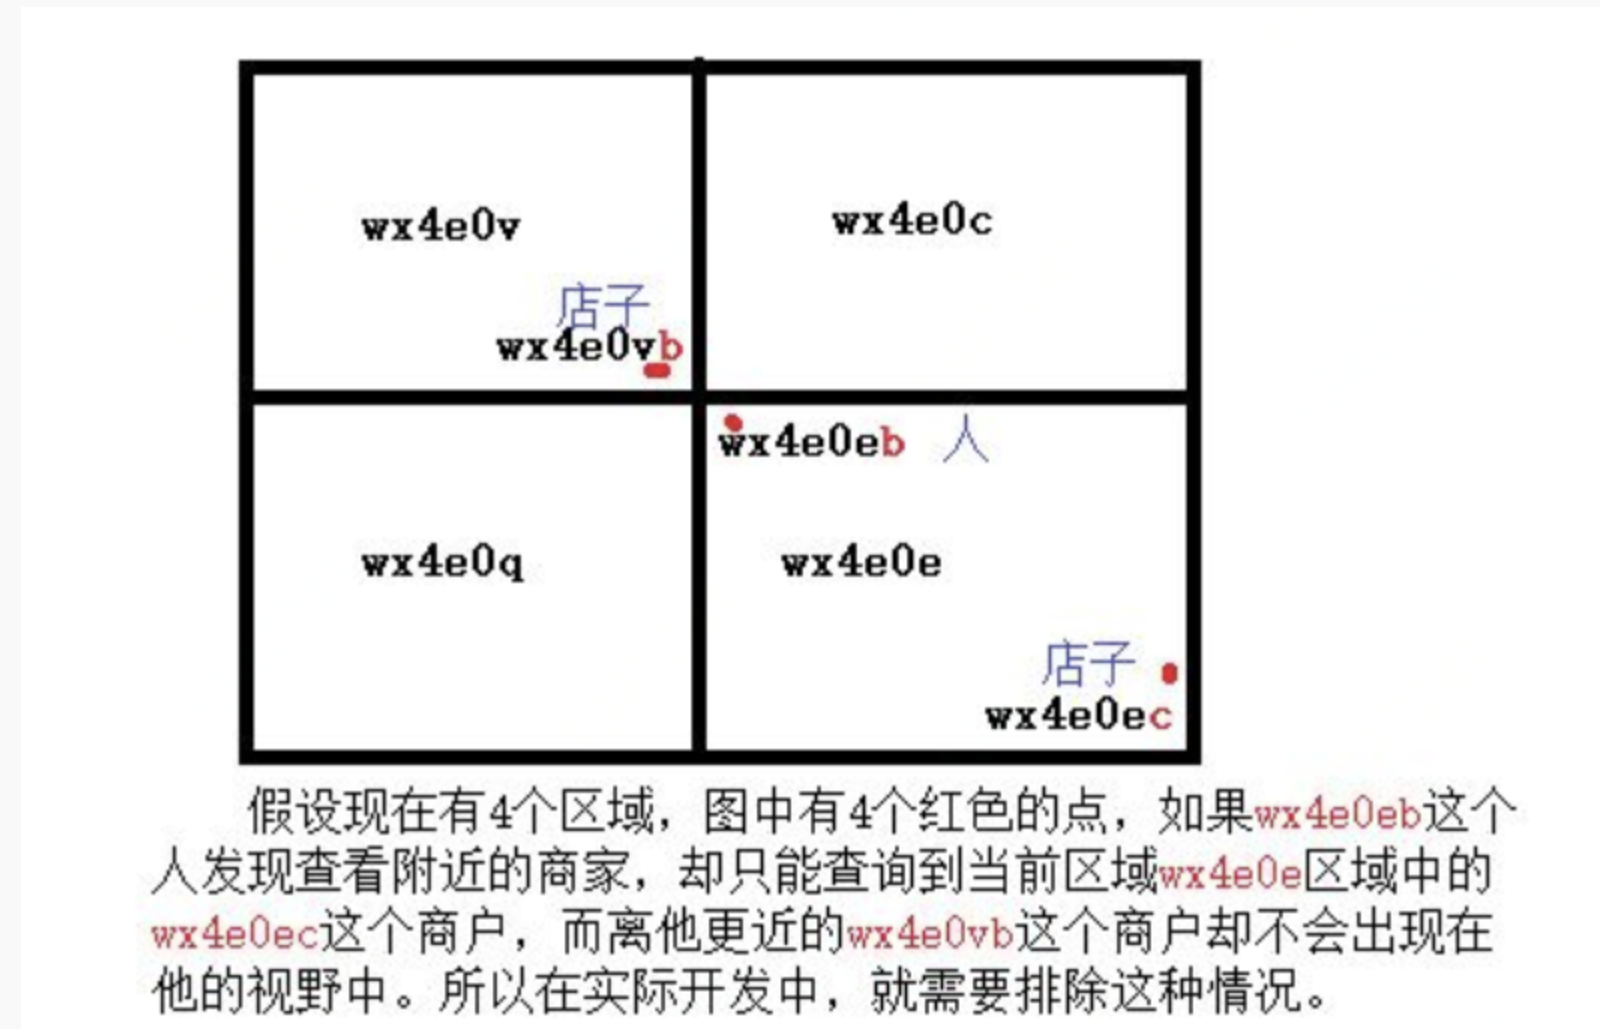 wx4e0v
wx4e0c
店子
wx4e0vb
wx4e0eb 人
wx4e0q
wx4e0e
店子
wx4e0ec
假设现在有4个区域，图中有4个红色的点，如果wx4e0eb这个
人发现查看附近的商家，却只能查询到当前区域wx4e0e区域中的
wx4e0ec这个商户，而离他更近的wx4e0vb这个商户却不会出现在
他的视野中。所以在实际开发中，就需要排除这种情况。